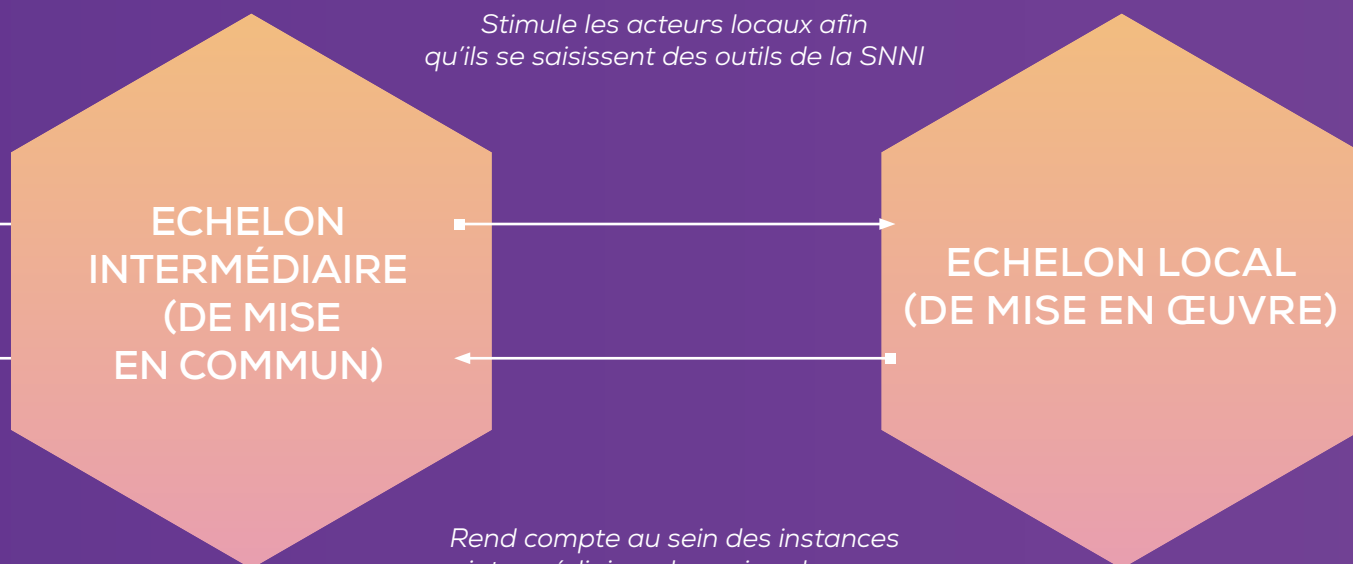 Stimule les acteurs locaux afin
qu'ils se saisissent des outils de la SNNI
ECHELON
INTERMÉDIAIRE
(DE MISE
EN COMMUN)
ECHELON LOCAL
(DE MISE EN ŒUVRE)
Rend compte au sein des instances